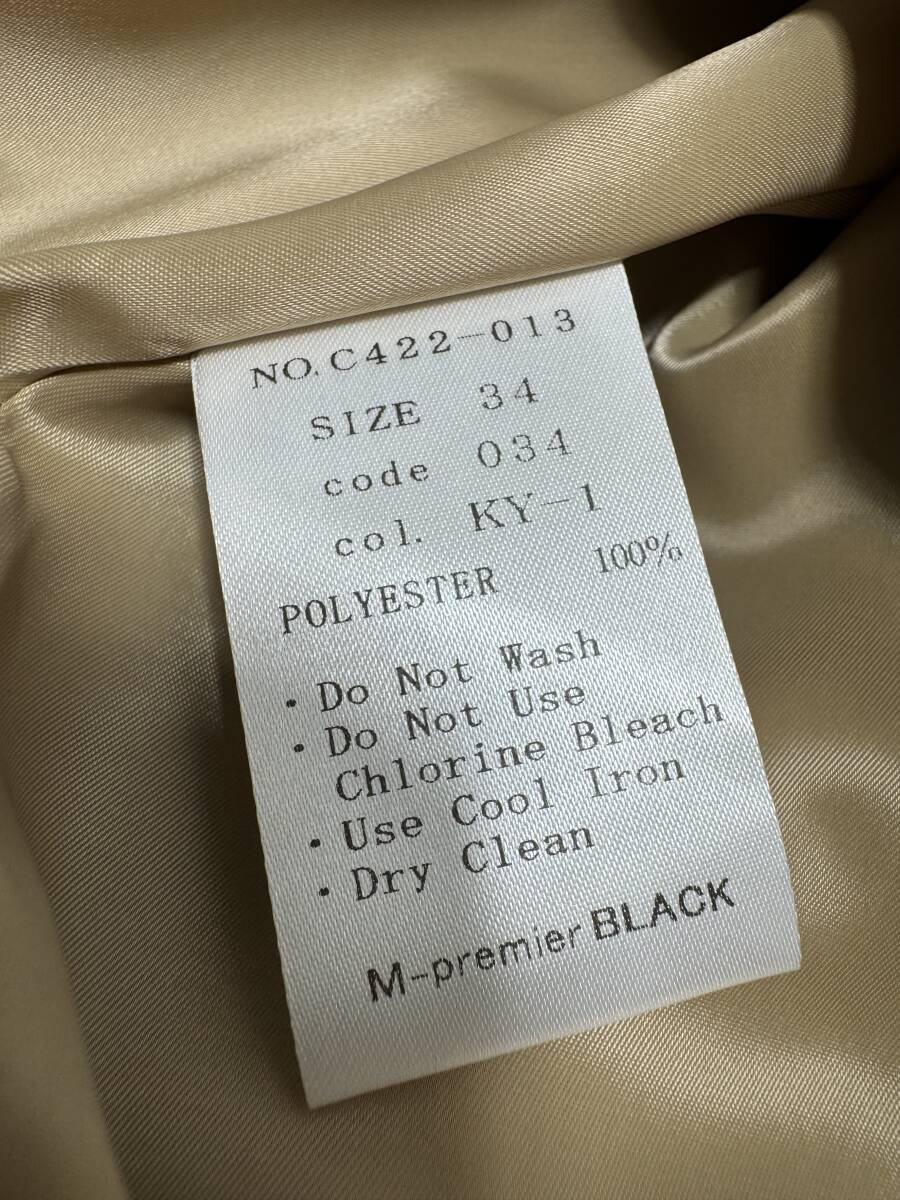 NO.C422-013
SIZE 34
code 034
col. KY-1
POLYESTER 100%
・Do Not Wash
・Do Not Use
Chlorine Bleach
・Use Cool Iron
・Dry Clean
M-premier BLACK